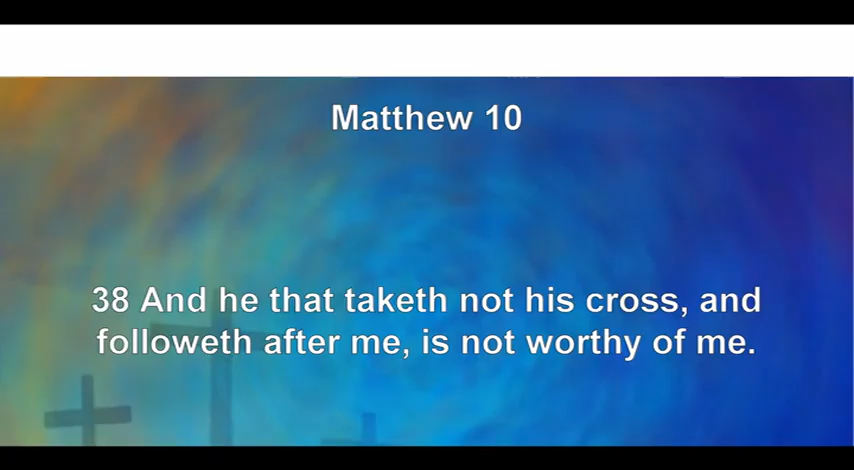 Matthew 10
38 And he that taketh not his cross, and
followeth after me, is not worthy of me.